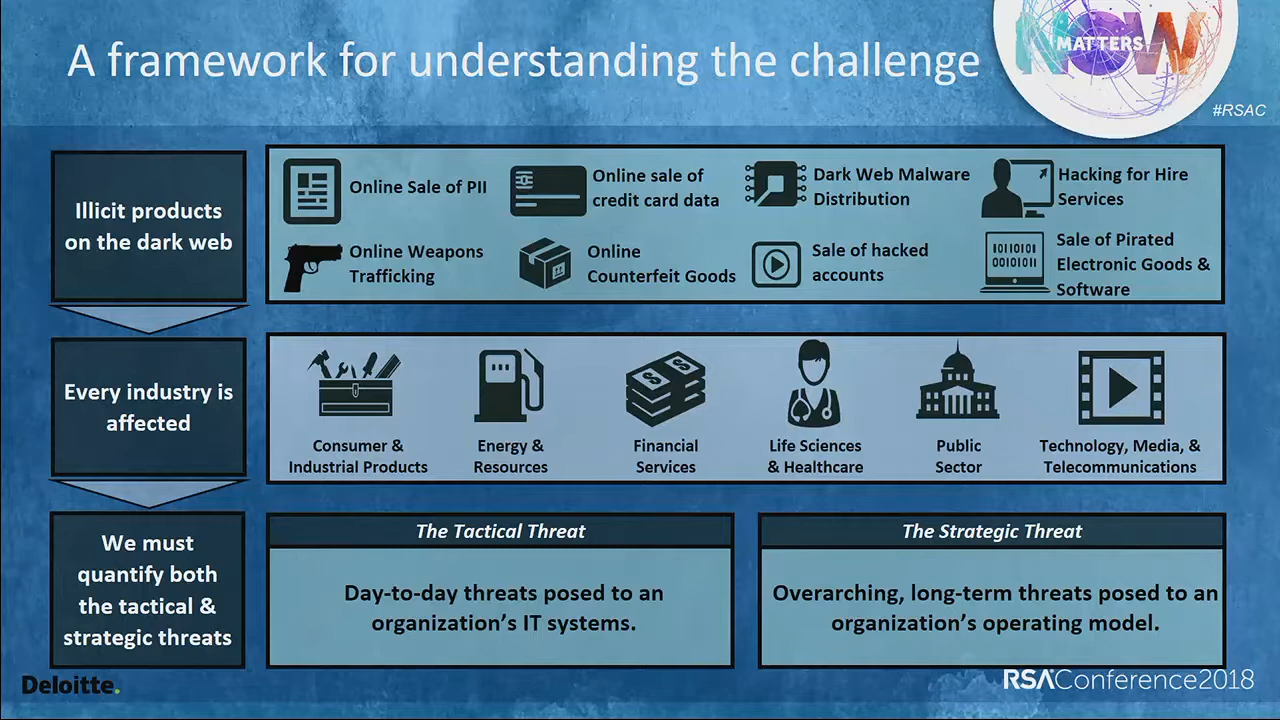 A framework for understanding the challenge
NOW
MATTERS
#RSAC
Illicit products
on the dark web
Online Sale of PII
Online sale of
credit card data
Dark Web Malware
Distribution
Hacking for Hire
Services
Online Weapons
Trafficking
Online
Counterfeit Goods
Sale of hacked
accounts
00110101
00101011
Sale of Pirated
Electronic Goods &
Software
Every industry is
affected
Consumer &
Industrial Products
Energy &
Resources
Financial
Services
Life Sciences
& Healthcare
Public
Sector
Technology, Media, &
Telecommunications
We must
quantify both
the tactical &
strategic threats
The Tactical Threat
Day-to-day threats posed to an
organization's IT systems.
The Strategic Threat
Overarching, long-term threats posed to an
organization's operating model.
Deloitte.
RSAConference2018